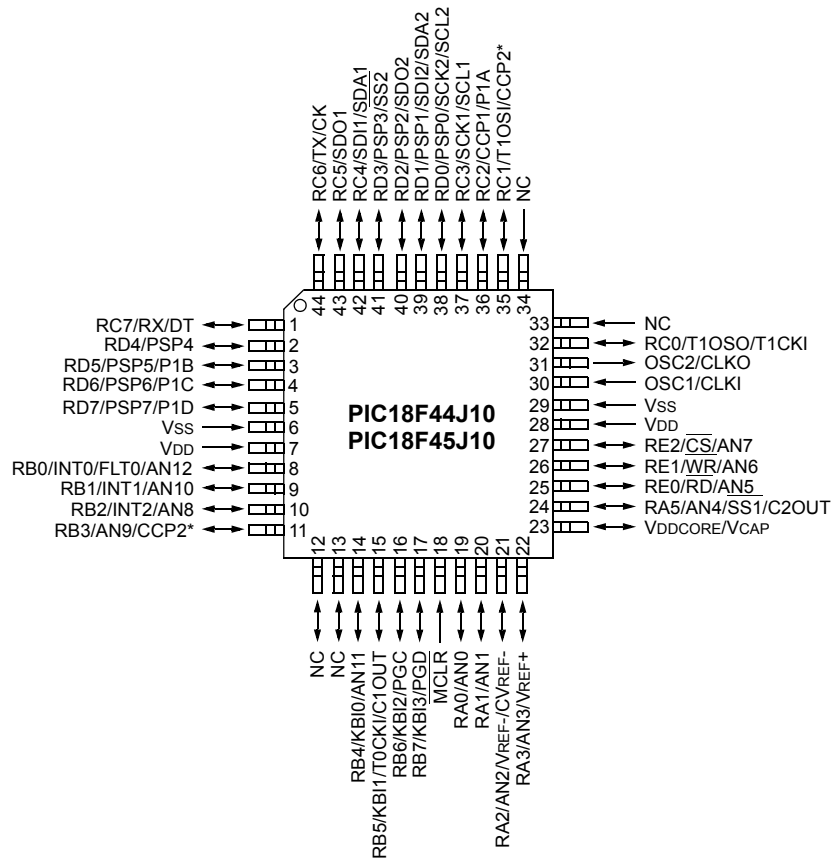 RC6/TX/CK
RC5/SDO1
RC4/SDI1/SDA1
RD3/PSP3/SS2
RD2/PSP2/SDO2
RD1/PSP1/SDI2/SDA2
RD0/PSP0/SCK2/SCL2
RC3/SCK1/SCL1
RC2/CCP1/P1A
RC1/T1OSI/CCP2*
NC
44
43
42
41
40
39
38
37
36
35
34
RC7/RX/DT 1
RD4/PSP4 2
RD5/PSP5/P1B 3
RD6/PSP6/P1C 4
RD7/PSP7/P1D 5
VSS 6
VDD 7
RB0/INT0/FLT0/AN12 8
RB1/INT1/AN10 9
RB2/INT2/AN8 10
RB3/AN9/CCP2* 11
PIC18F44J10
PIC18F45J10
33 NC
32 RC0/T1OSO/T1CKI
31 OSC2/CLKO
30 OSC1/CLKI
29 VSS
28 VDD
27 RE2/CS/AN7
26 RE1/WR/AN6
25 RE0/RD/AN5
24 RA5/AN4/SS1/C2OUT
23 VDDCORE/VCAP
12
13
14
15
16
17
18
19
20
21
22
NC
NC
RB4/KBI0/AN11
RB5/KBI1/T0CKI/C1OUT
RB6/KBI2/PGC
RB7/KBI3/PGD
MCLR
RA0/AN0
RA1/AN1
RA2/AN2/VREF-/CVREF-
RA3/AN3/VREF+